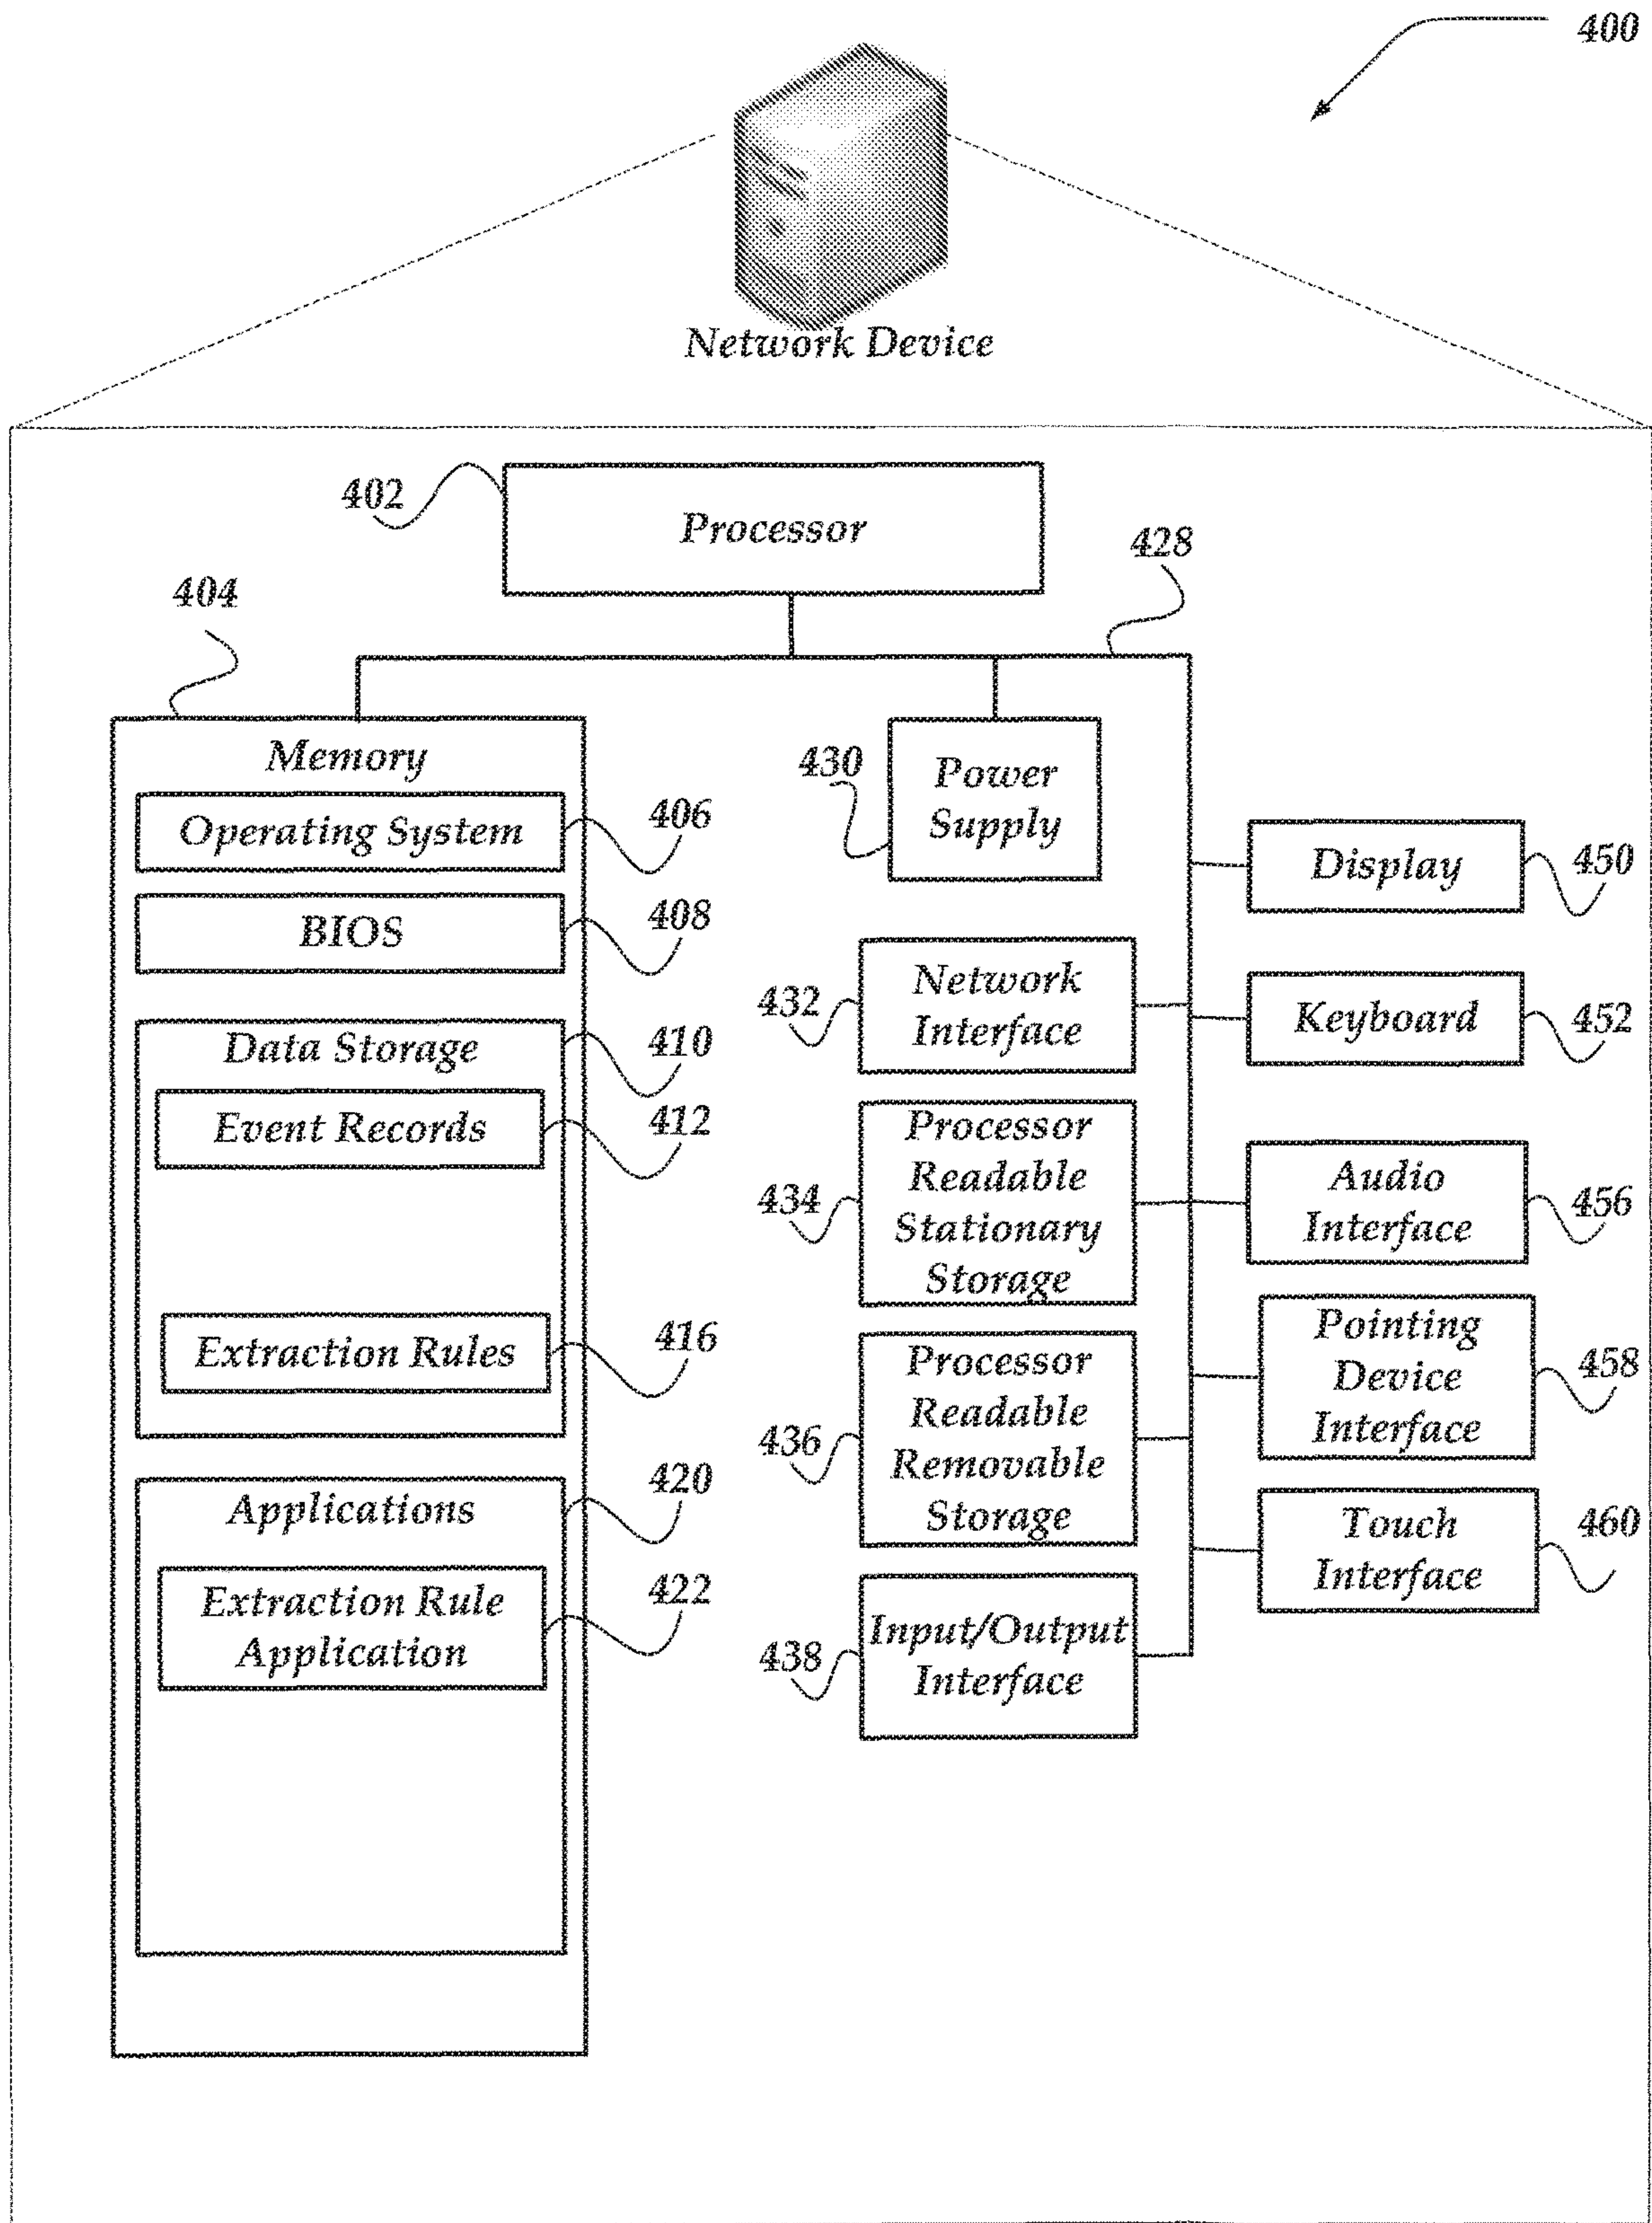 400
Network Device
402
Processor
428
404
Memory
Operating System
406
BIOS
408
Data Storage
410
Event Records
412
Extraction Rules
416
Applications
420
Extraction Rule
Application
422
430
Power
Supply
432
Network
Interface
434
Processor
Readable
Stationary
Storage
436
Processor
Readable
Removable
Storage
438
Input/Output
Interface
Display
450
Keyboard
452
Audio
Interface
456
Pointing
Device
Interface
458
Touch
Interface
460